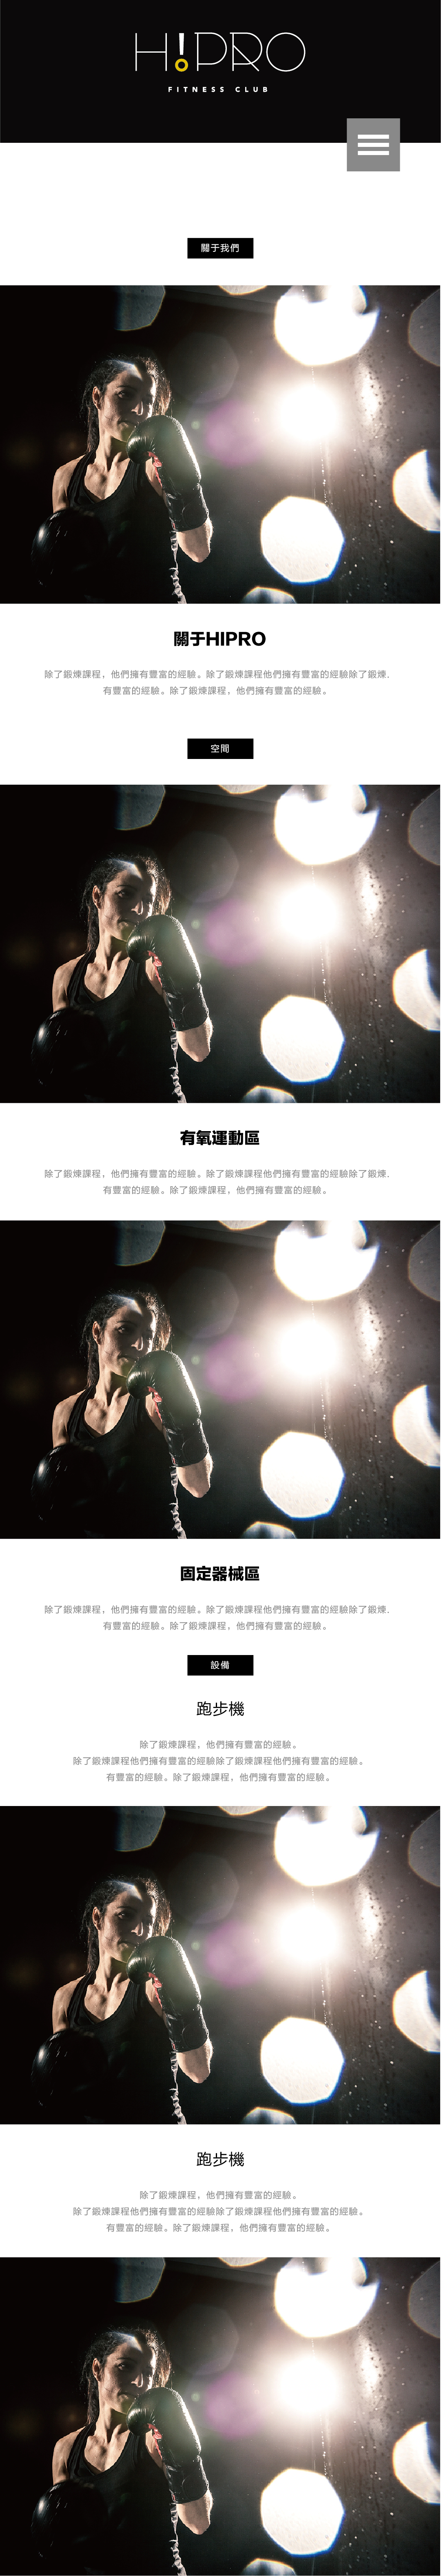 H!PRO
FITNESS CLUB
關于我們
關于HIPRO
除了鍛煉課程，他們擁有豐富的經驗。除了鍛煉課程他們擁有豐富的經驗除了鍛煉.
有豐富的經驗。除了鍛煉課程，他們擁有豐富的經驗。
空間
有氧運動區
除了鍛煉課程，他們擁有豐富的經驗。除了鍛煉課程他們擁有豐富的經驗除了鍛煉.
有豐富的經驗。除了鍛煉課程，他們擁有豐富的經驗。
固定器械區
除了鍛煉課程，他們擁有豐富的經驗。除了鍛煉課程他們擁有豐富的經驗除了鍛煉.
有豐富的經驗。除了鍛煉課程，他們擁有豐富的經驗。
設備
跑步機
除了鍛煉課程，他們擁有豐富的經驗。
除了鍛煉課程他們擁有豐富的經驗除了鍛煉課程他們擁有豐富的經驗。
有豐富的經驗。除了鍛煉課程，他們擁有豐富的經驗。
跑步機
除了鍛煉課程，他們擁有豐富的經驗。
除了鍛煉課程他們擁有豐富的經驗除了鍛煉課程他們擁有豐富的經驗。
有豐富的經驗。除了鍛煉課程，他們擁有豐富的經驗。